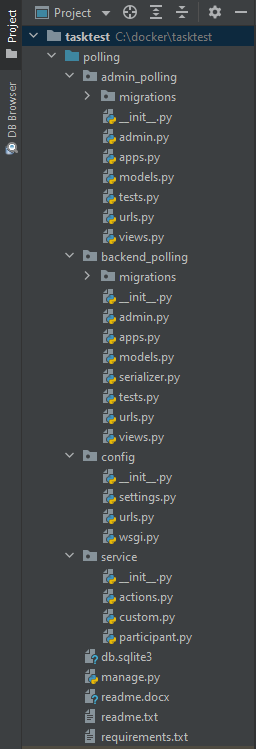 Project
DB Browser
Project
tasktest C:\docker\tasktest
polling
admin_polling
migrations
__init__.py
admin.py
apps.py
models.py
tests.py
urls.py
views.py
backend_polling
migrations
__init__.py
admin.py
apps.py
models.py
serializer.py
tests.py
urls.py
views.py
config
__init__.py
settings.py
urls.py
wsgi.py
service
__init__.py
actions.py
custom.py
participant.py
db.sqlite3
manage.py
readme.docx
readme.txt
requirements.txt